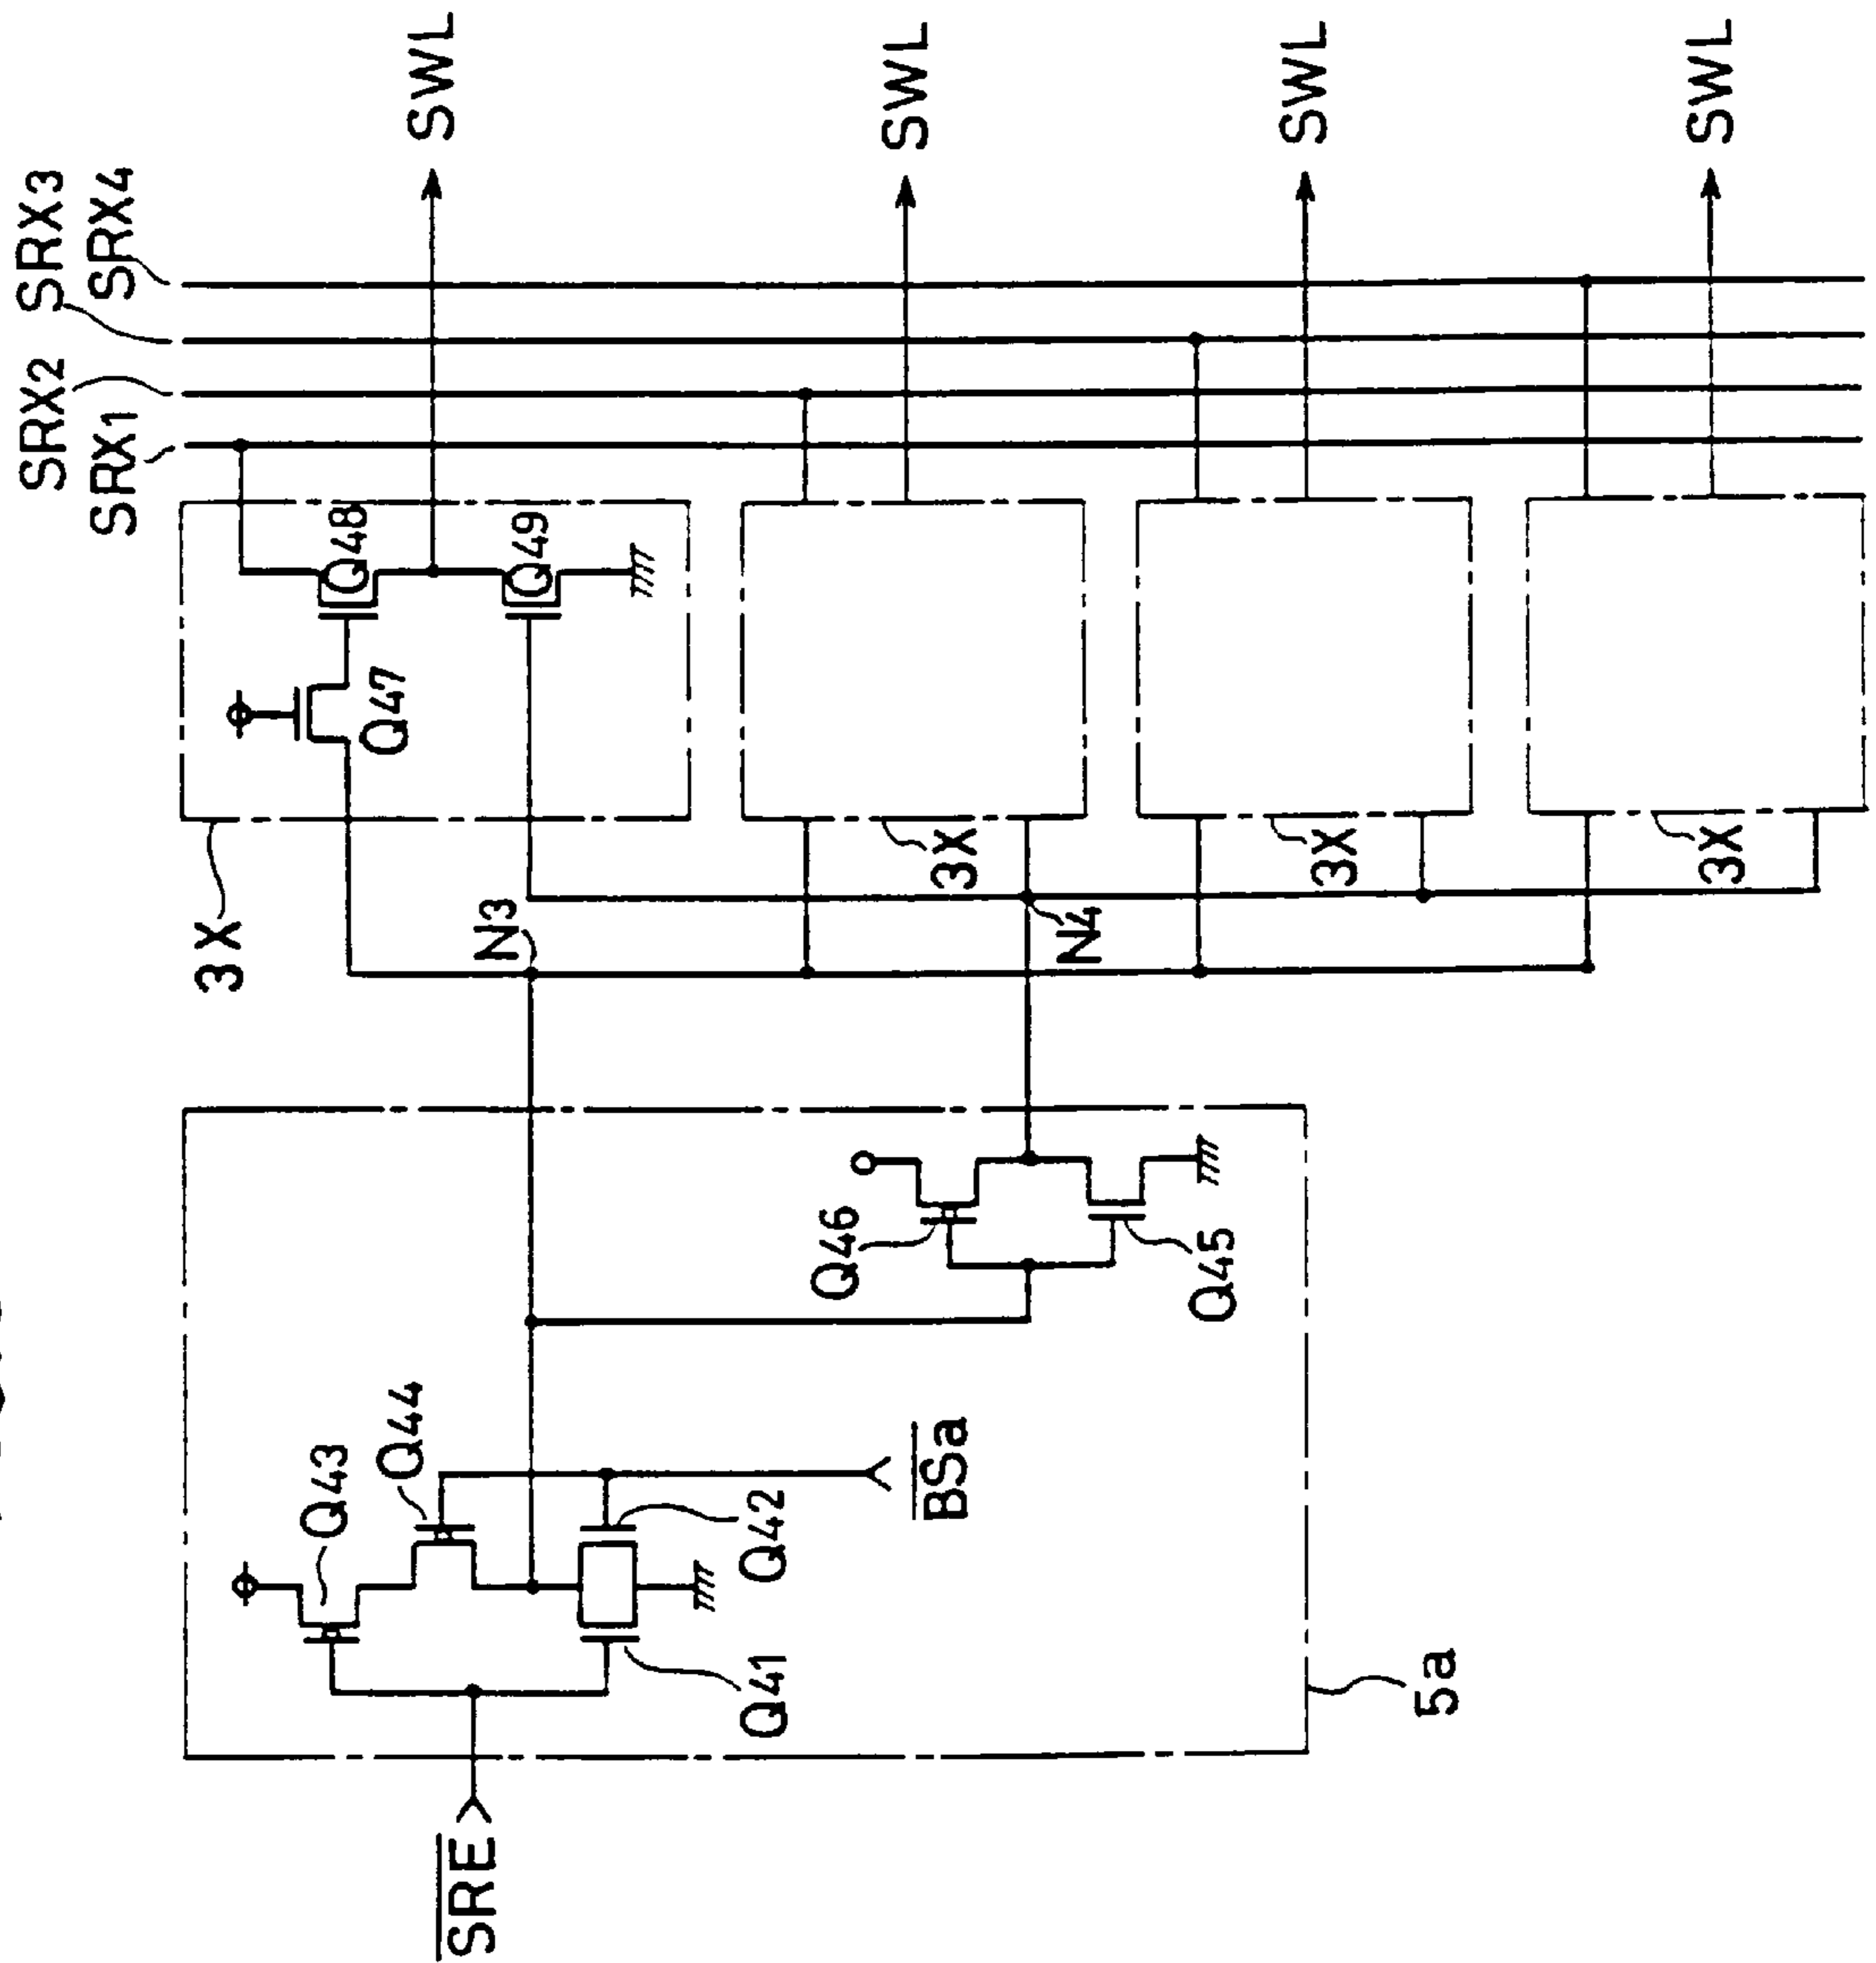 SRX3
SRX4
SRX2
SRX1
SWL
SWL
SWL
SWL
Q48
Q49
Q47
3X
3X
3X
3X
N3
N4
Q46
Q45
Q44
Q43
Q42
Q41
BSa
SRE
5a